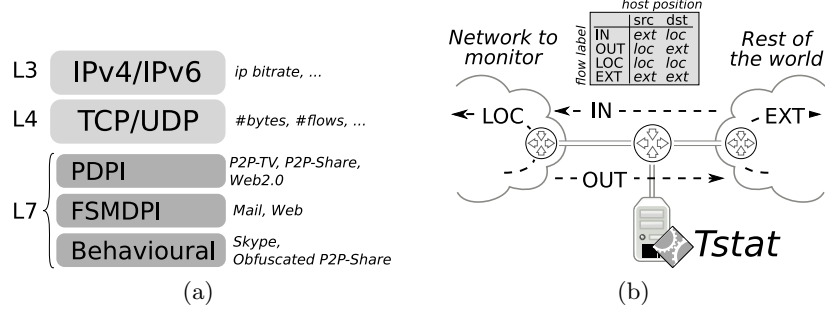 L3
IPv4/IPv6
ip bitrate, ...
L4
TCP/UDP
#bytes, #flows, ...
L7
PDPI
P2P-TV, P2P-Share,
Web2.0
FSMDPI
Mail, Web
Behavioural
Skype,
Obfuscated P2P-Share
(a)
host position
flow label
src dst
IN ext loc
OUT loc ext
LOC loc loc
EXT ext ext
Network to
monitor
Rest of
the world
LOC
IN
EXT
OUT
Tstat
(b)